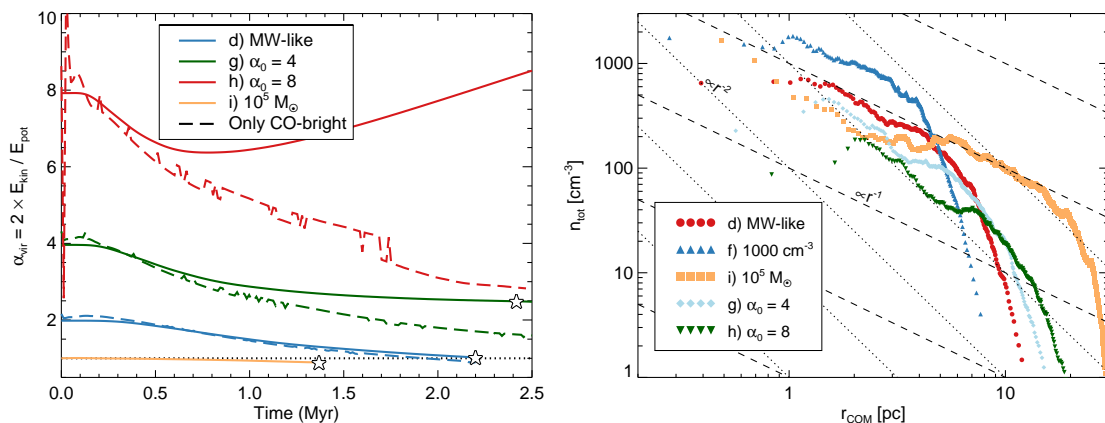 10
8
6
4
2
0.0
0.5
1.0
1.5
2.0
2.5
Time (Myr)
α_vir = 2 × E_kin / E_pot
d) MW-like
g) α₀ = 4
h) α₀ = 8
i) 10⁵ M☉
Only CO-bright
1000
100
10
1
1
10
r_COM [pc]
n_tot [cm⁻³]
∝r⁻²
∝r⁻¹
d) MW-like
f) 1000 cm⁻³
i) 10⁵ M☉
g) α₀ = 4
h) α₀ = 8